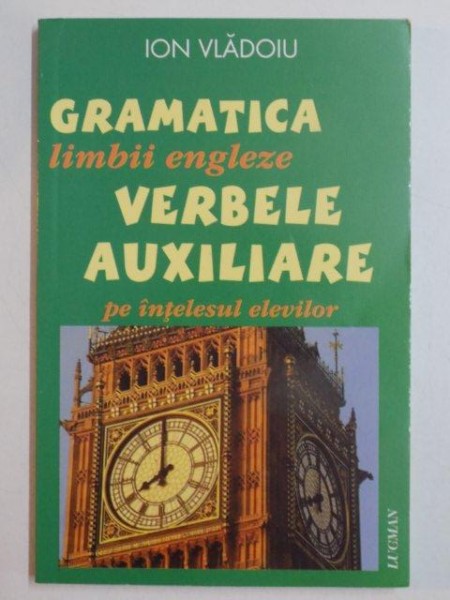 ION VLĂDOIU
GRAMATICA
limbii engleze
VERBELE
AUXILIARE
pe înțelesul elevilor
LUCMAN